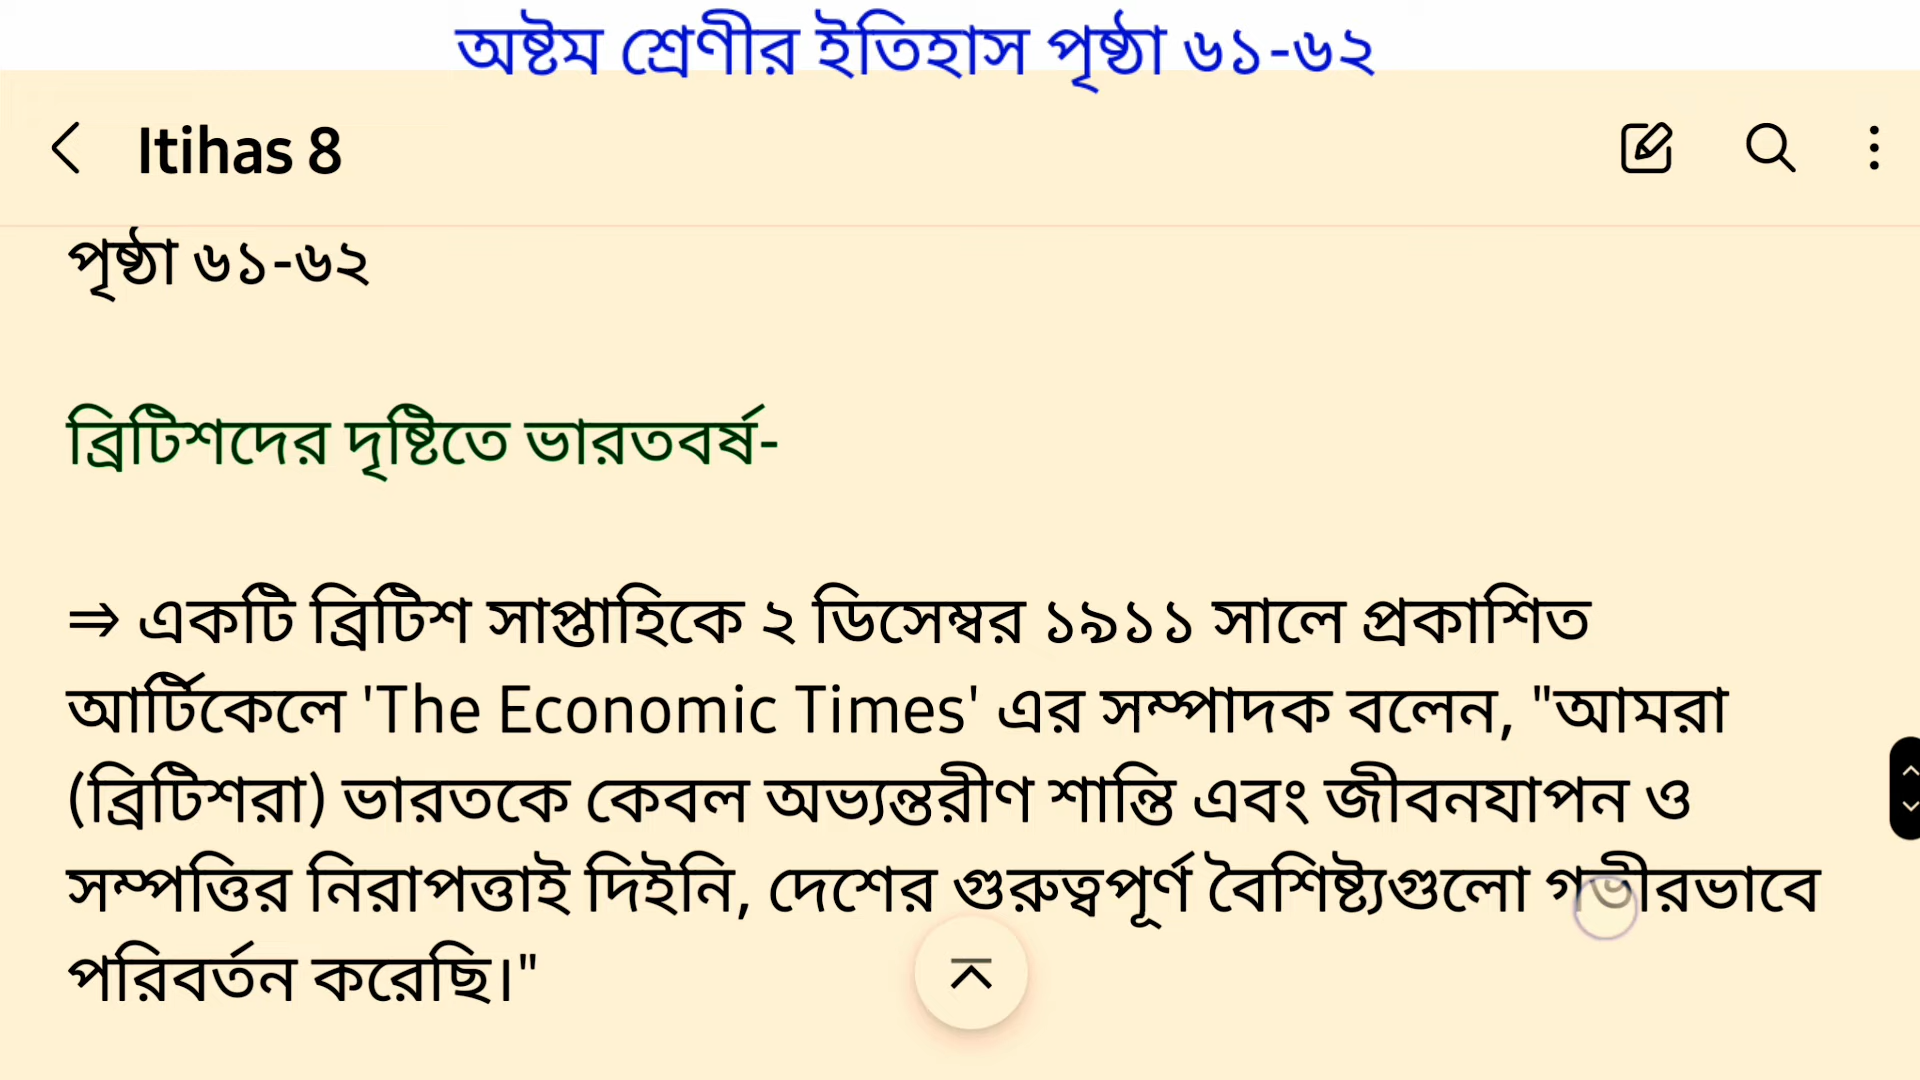 অষ্টম শ্রেণীর ইতিহাস পৃষ্ঠা ৬১-৬২
Itihas 8
পৃষ্ঠা ৬১-৬২
ব্রিটিশদের দৃষ্টিতে ভারতবর্ষ-
⇒ একটি ব্রিটিশ সাপ্তাহিকে ২ ডিসেম্বর ১৯১১ সালে প্রকাশিত
আর্টিকেলে 'The Economic Times' এর সম্পাদক বলেন, "আমরা
(ব্রিটিশরা) ভারতকে কেবল অভ্যন্তরীণ শান্তি এবং জীবনযাপন ও
সম্পত্তির নিরাপত্তাই দিইনি, দেশের গুরুত্বপূর্ণ বৈশিষ্ট্যগুলো গভীরভাবে
পরিবর্তন করেছি।"